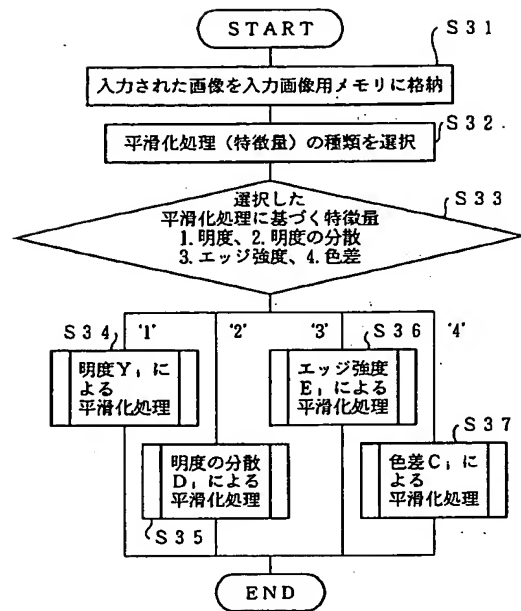 START
S31
入力された画像を入力画像用メモリに格納
S32
平滑化処理（特徴量）の種類を選択
S33
選択した
平滑化処理に基づく特徴量
1.明度、2.明度の分散
3.エッジ強度、4.色差
S34
'1'
'2'
'3'
S36
'4'
明度Yiによる
平滑化処理
エッジ強度
Eiによる
平滑化処理
S37
明度の分散
Diによる
平滑化処理
色差Ciに
よる
平滑化処理
S35
END